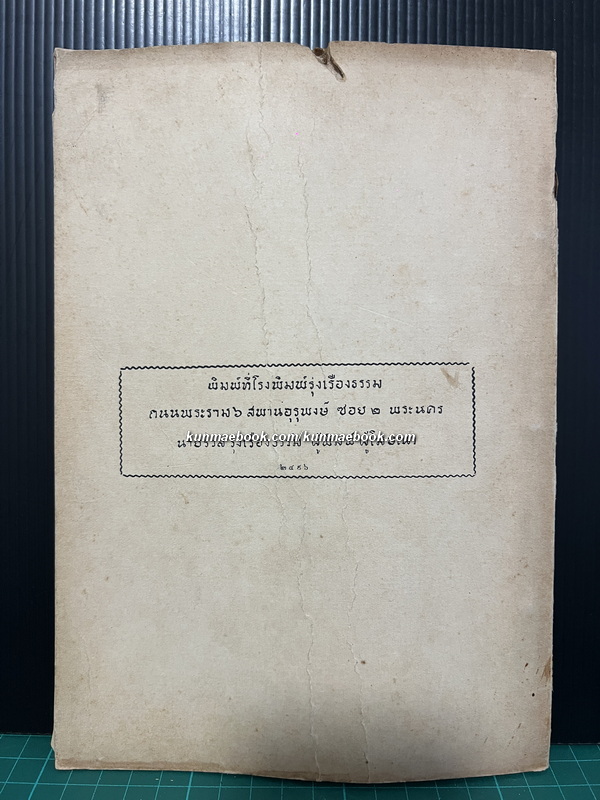 พิมพ์ที่โรงพิมพ์รุ่งเรืองธรรม
ถนนพระราม๖ สพานอุรุพงษ์ ซอย ๒ พระนคร
kunmaebook.com/kunmaebook.com
๒๔๙๖